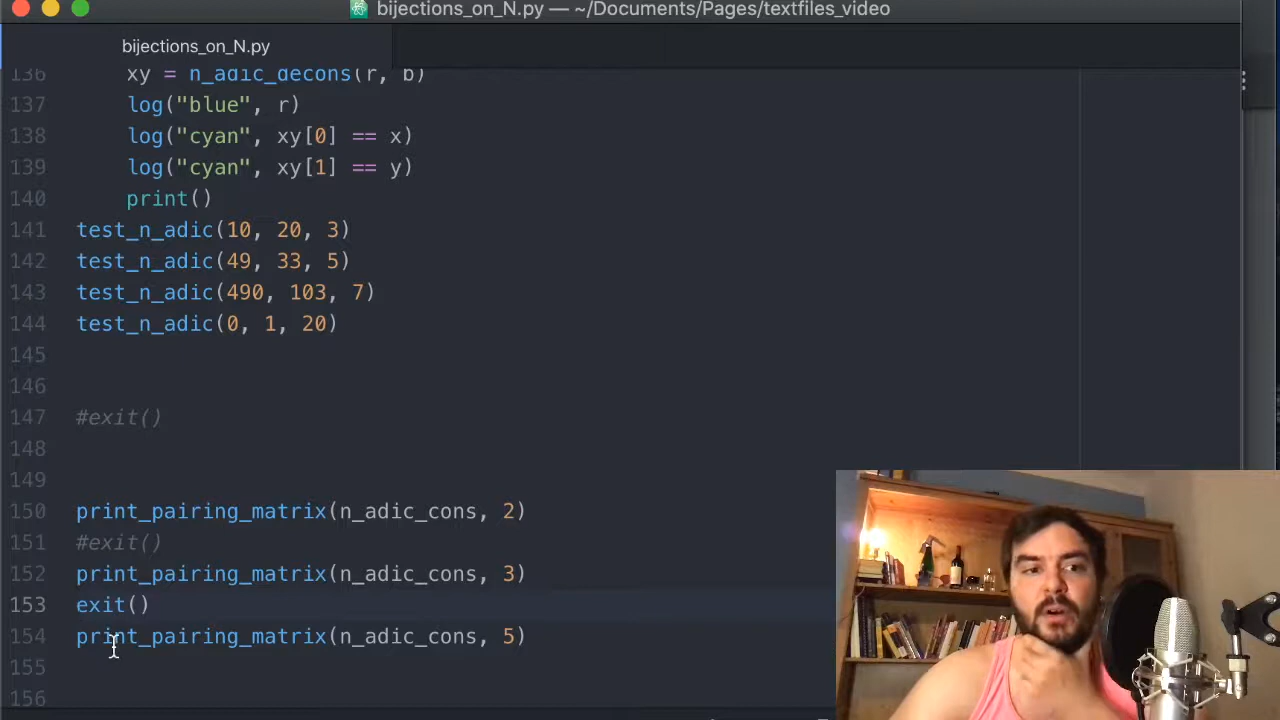 bijections_on_N.py — ~/Documents/Pages/textfiles_video
bijections_on_N.py
136 xy = n_adic_decons(r, b)
137 log("blue", r)
138 log("cyan", xy[0] == x)
139 log("cyan", xy[1] == y)
140 print()
141 test_n_adic(10, 20, 3)
142 test_n_adic(49, 33, 5)
143 test_n_adic(490, 103, 7)
144 test_n_adic(0, 1, 20)
145
146
147 #exit()
148
149
150 print_pairing_matrix(n_adic_cons, 2)
151 #exit()
152 print_pairing_matrix(n_adic_cons, 3)
153 exit()
154 print_pairing_matrix(n_adic_cons, 5)
155
156